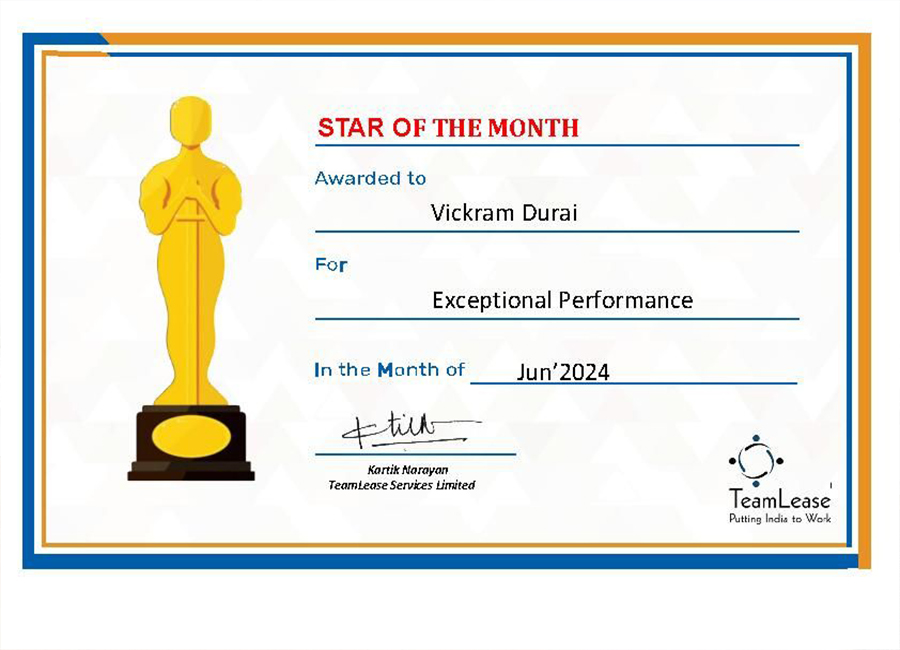 STAR OF THE MONTH
Awarded to
Vickram Durai
For
Exceptional Performance
In the Month of Jun’2024
Kartik Narayan
TeamLease Services Limited
TeamLease
Putting India to Work